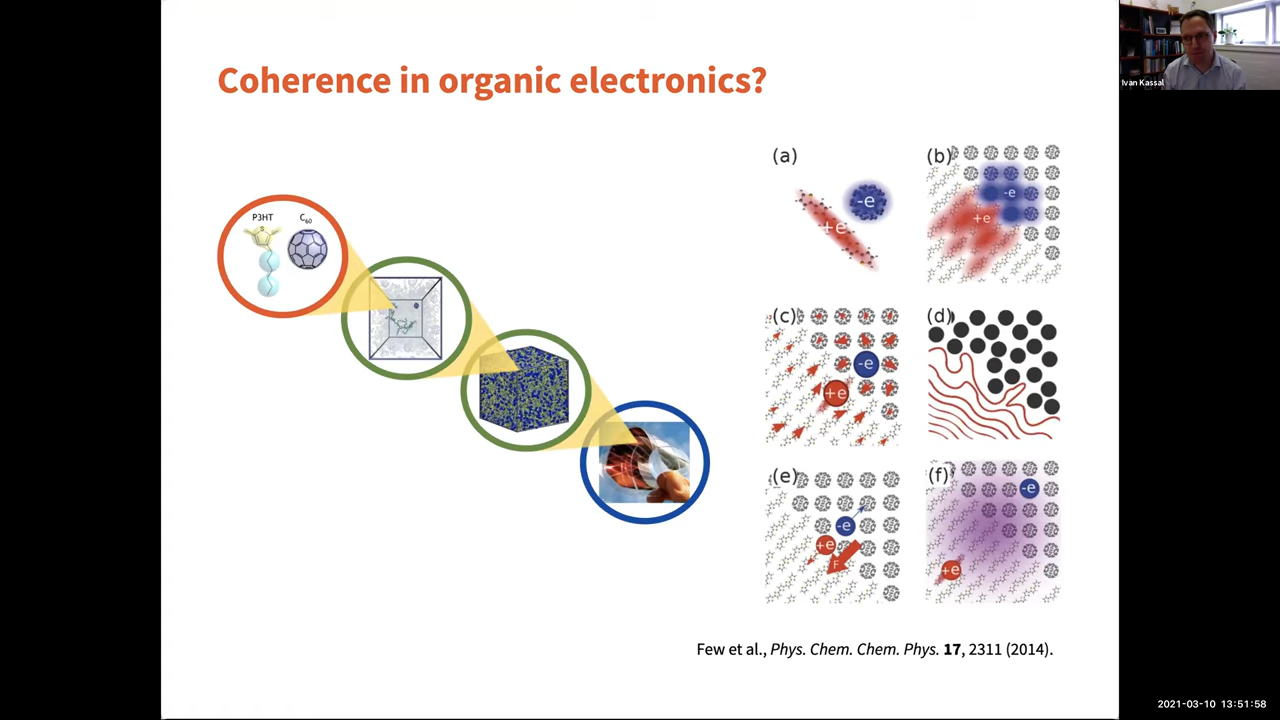 Coherence in organic electronics?
Ivan Kassal
P3HT
C60
S
(a)
-e
+e
(b)
-e
+e
(c)
-e
+e
(d)
(e)
-e
+e
F
(f)
-e
+e
Few et al., Phys. Chem. Chem. Phys. 17, 2311 (2014).
2021-03-10 13:51:58